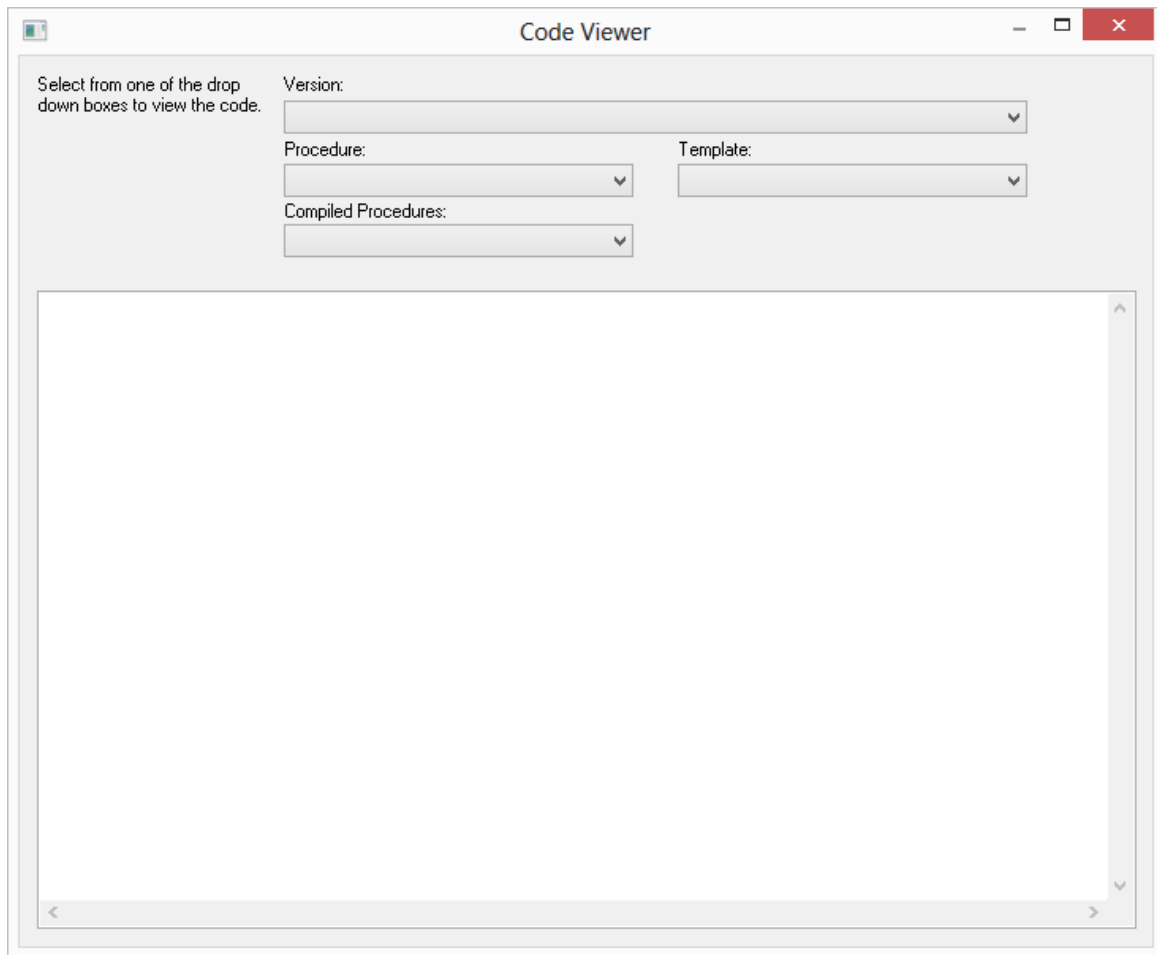 Code Viewer
Select from one of the drop
down boxes to view the code.
Version:
Procedure:
Template:
Compiled Procedures: